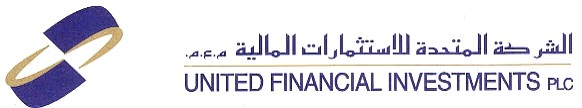 الشركة المتحدة للاستثمارات المالية م.ع.م.
UNITED FINANCIAL INVESTMENTS PLC